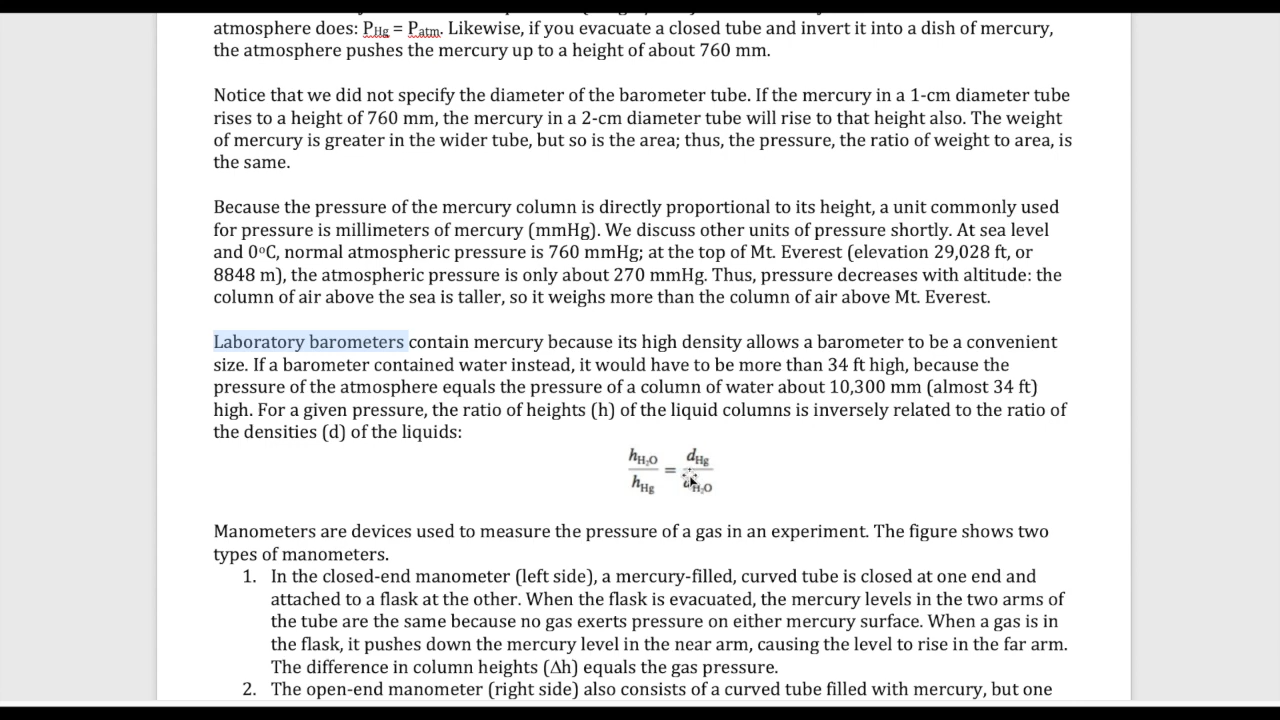 atmosphere does: PHg = Patm. Likewise, if you evacuate a closed tube and invert it into a dish of mercury,
the atmosphere pushes the mercury up to a height of about 760 mm.
Notice that we did not specify the diameter of the barometer tube. If the mercury in a 1-cm diameter tube
rises to a height of 760 mm, the mercury in a 2-cm diameter tube will rise to that height also. The weight
of mercury is greater in the wider tube, but so is the area; thus, the pressure, the ratio of weight to area, is
the same.
Because the pressure of the mercury column is directly proportional to its height, a unit commonly used
for pressure is millimeters of mercury (mmHg). We discuss other units of pressure shortly. At sea level
and 0°C, normal atmospheric pressure is 760 mmHg; at the top of Mt. Everest (elevation 29,028 ft, or
8848 m), the atmospheric pressure is only about 270 mmHg. Thus, pressure decreases with altitude: the
column of air above the sea is taller, so it weighs more than the column of air above Mt. Everest.
Laboratory barometers contain mercury because its high density allows a barometer to be a convenient
size. If a barometer contained water instead, it would have to be more than 34 ft high, because the
pressure of the atmosphere equals the pressure of a column of water about 10,300 mm (almost 34 ft)
high. For a given pressure, the ratio of heights (h) of the liquid columns is inversely related to the ratio of
the densities (d) of the liquids:
hH₂O / hHg = dHg / dH₂O
Manometers are devices used to measure the pressure of a gas in an experiment. The figure shows two
types of manometers.
1. In the closed-end manometer (left side), a mercury-filled, curved tube is closed at one end and
attached to a flask at the other. When the flask is evacuated, the mercury levels in the two arms of
the tube are the same because no gas exerts pressure on either mercury surface. When a gas is in
the flask, it pushes down the mercury level in the near arm, causing the level to rise in the far arm.
The difference in column heights (Δh) equals the gas pressure.
2. The open-end manometer (right side) also consists of a curved tube filled with mercury, but one